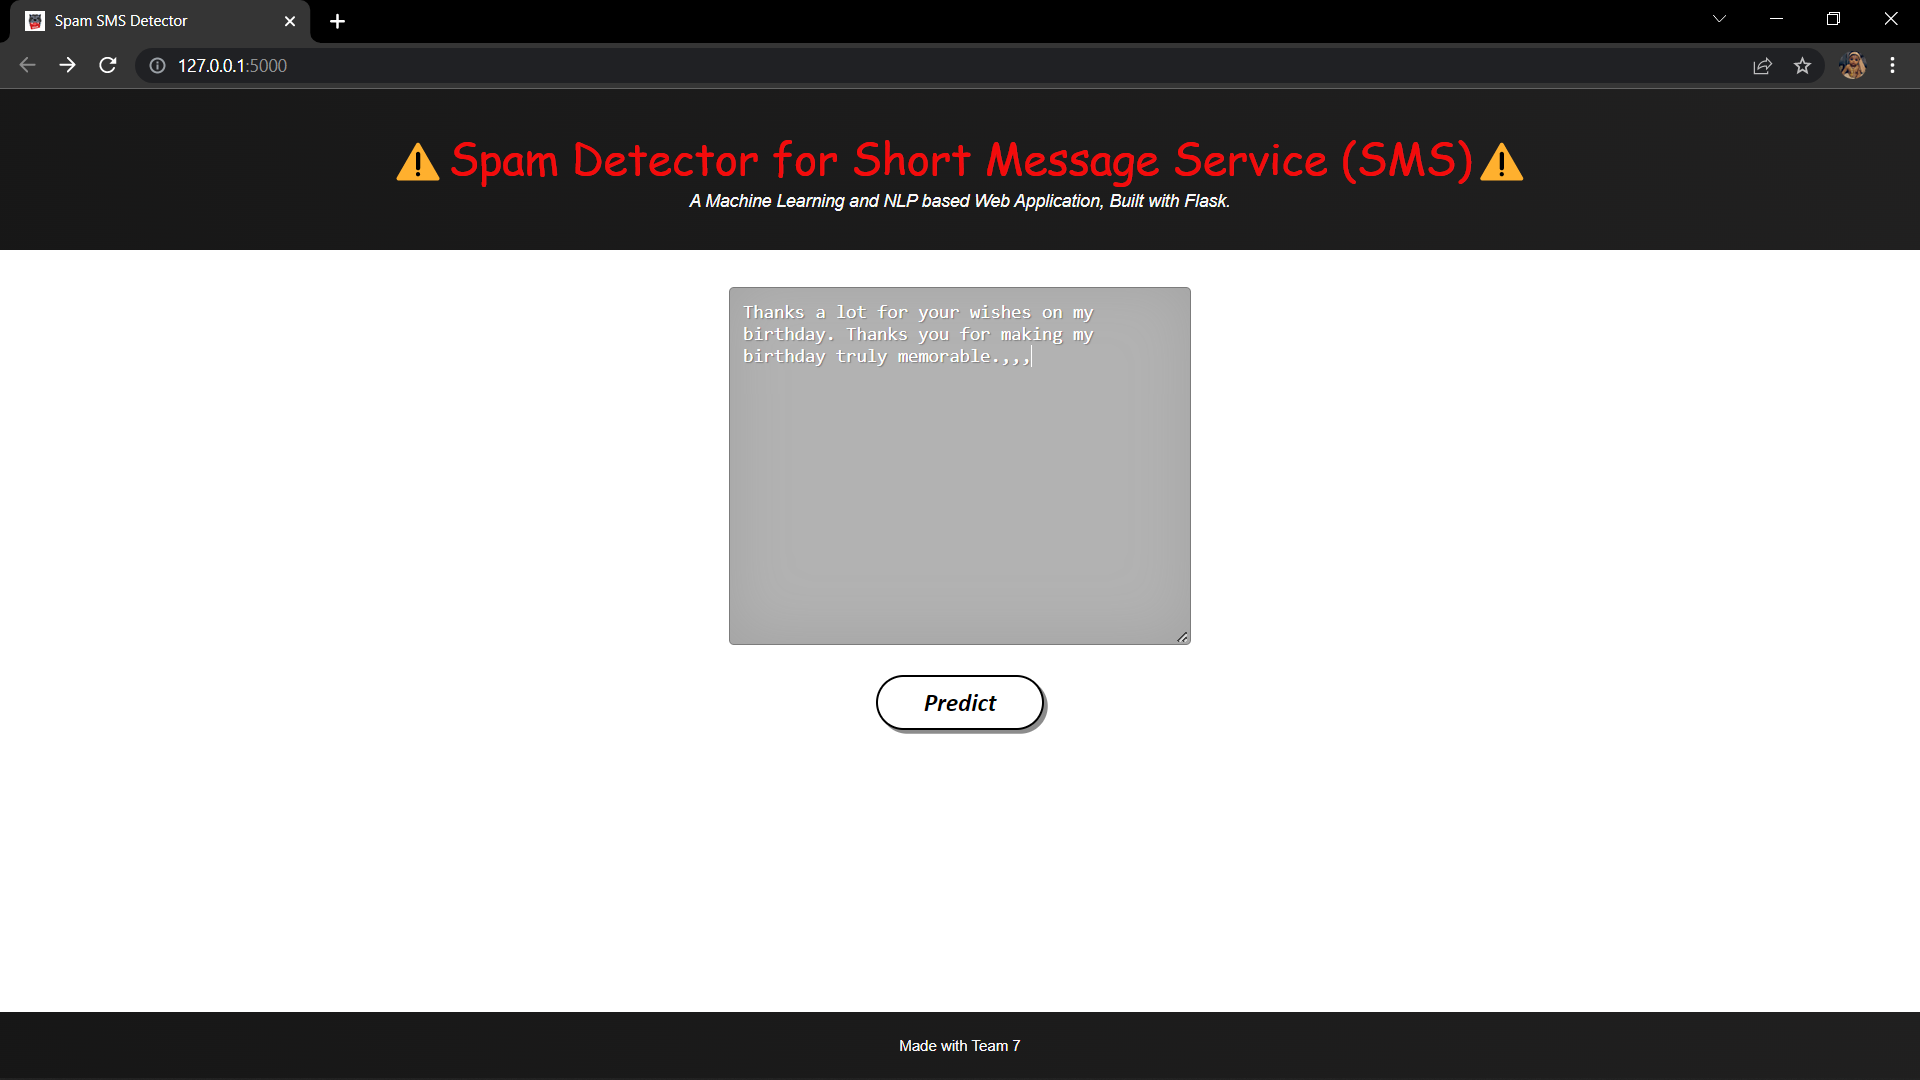 Spam SMS Detector
127.0.0.1:5000
Spam Detector for Short Message Service (SMS)
A Machine Learning and NLP based Web Application, Built with Flask.
Thanks a lot for your wishes on my
birthday. Thanks you for making my
birthday truly memorable.,,,
Predict
Made with Team 7